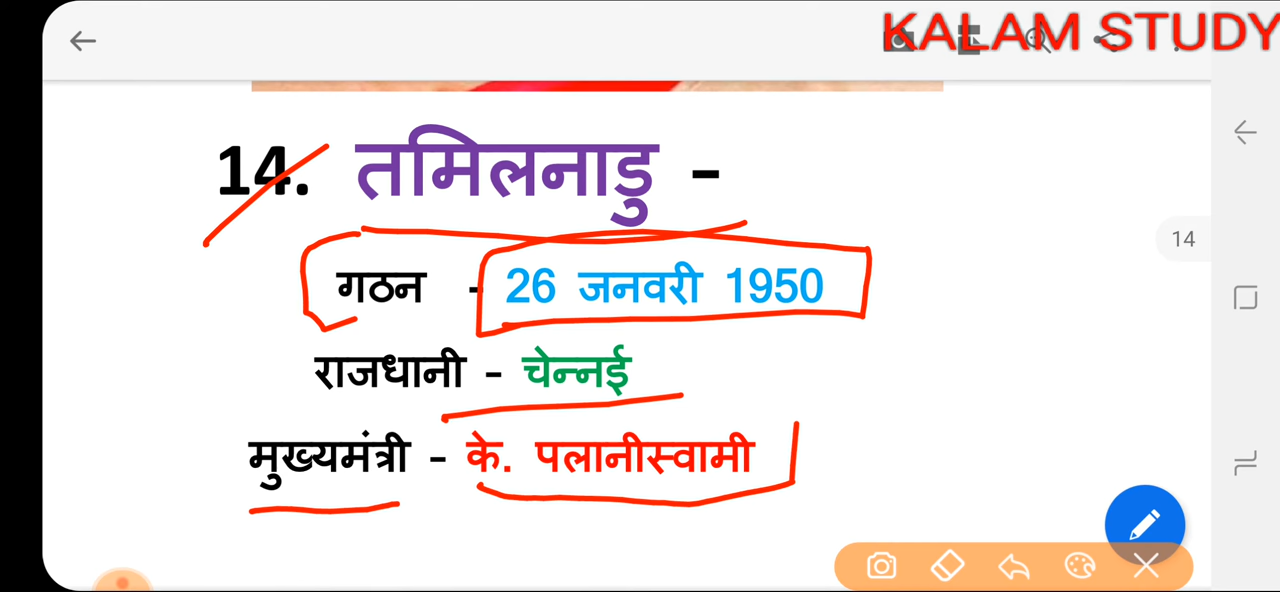 KALAM STUDY
14. तमिलनाडु -
गठन - 26 जनवरी 1950
14
राजधानी - चेन्नई
मुख्यमंत्री - के. पलानीस्वामी